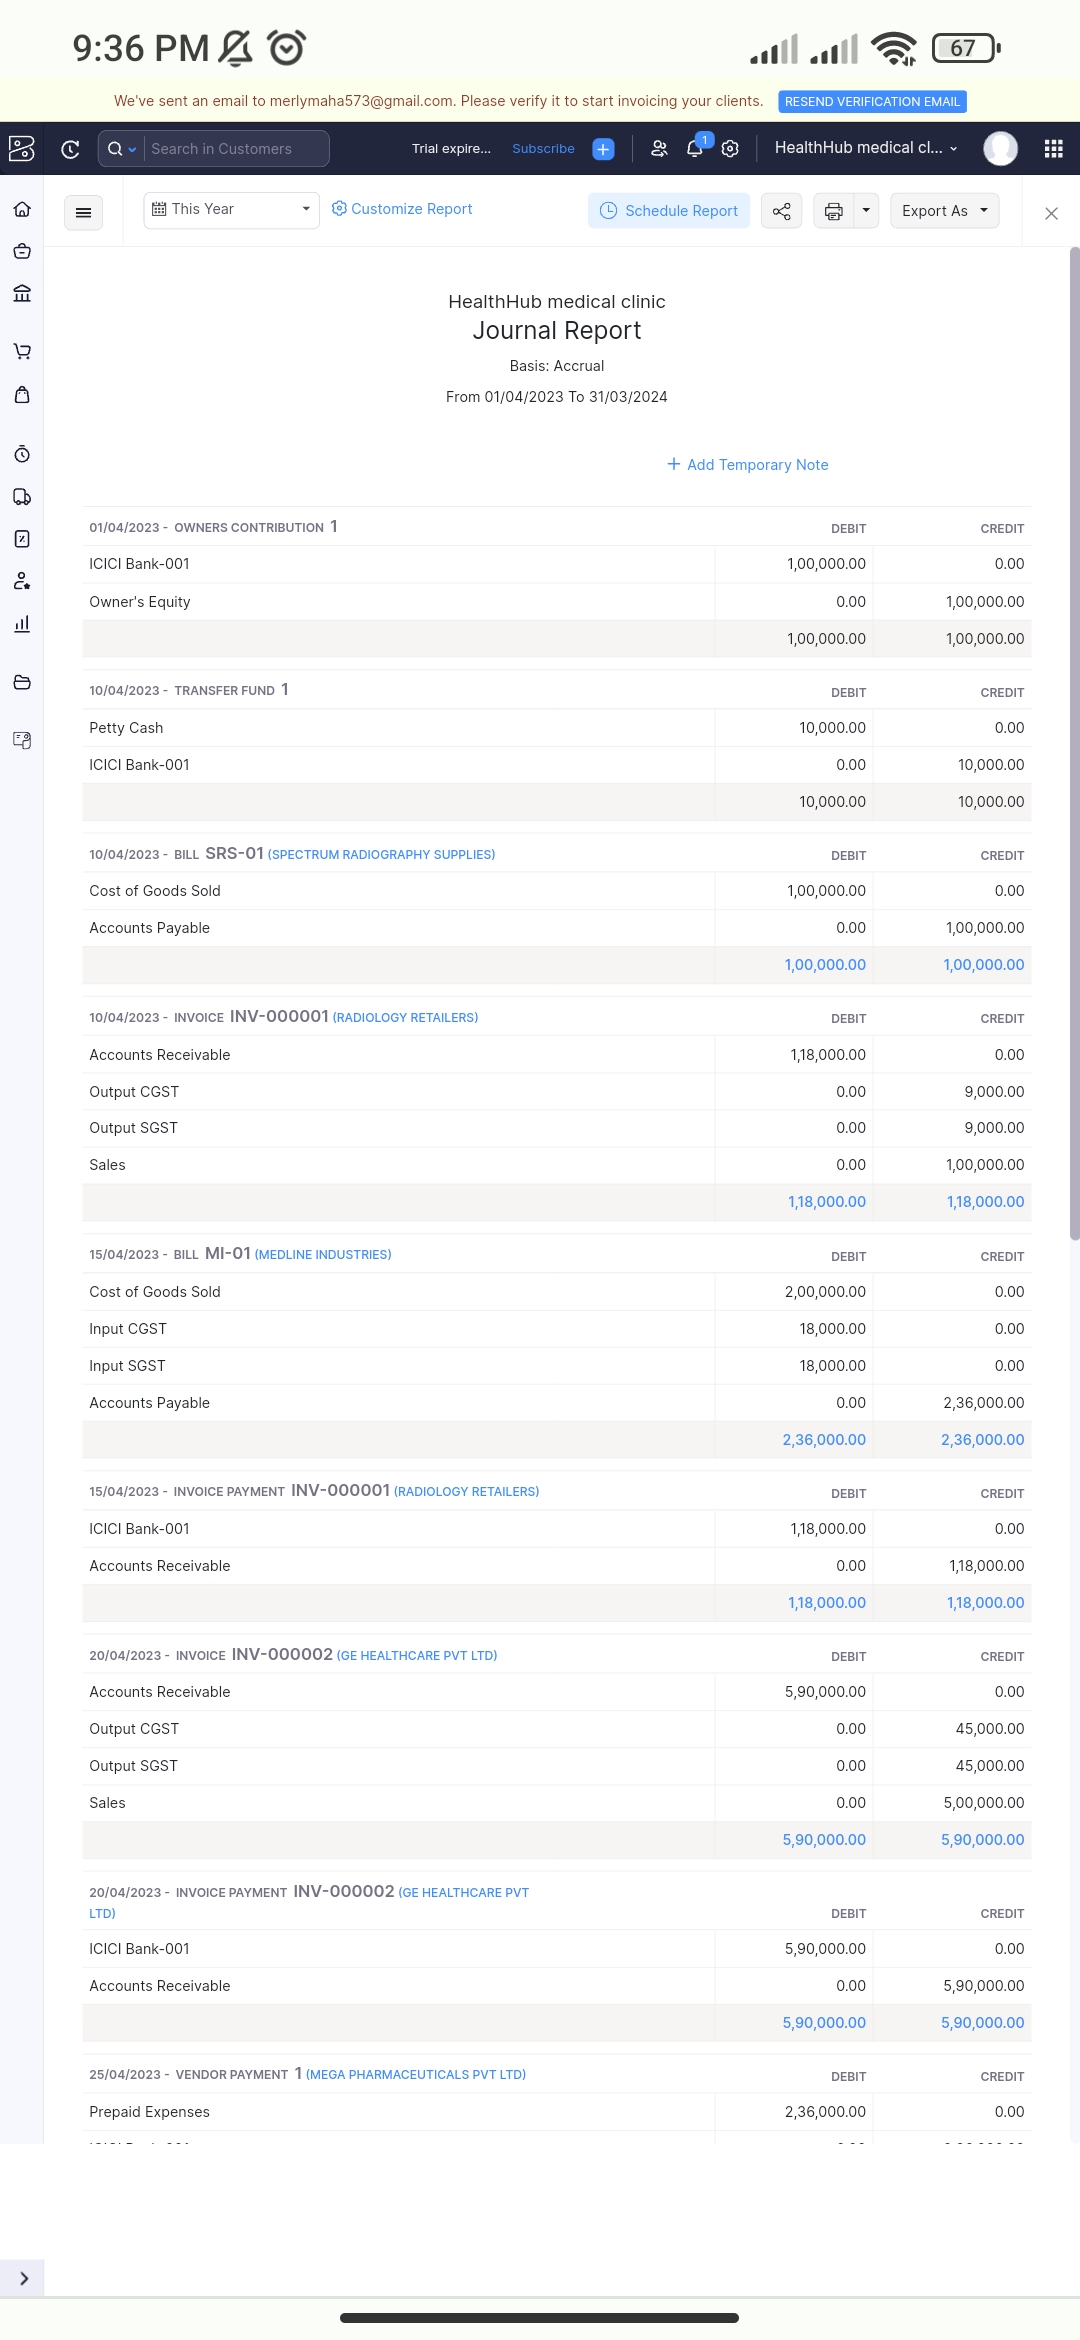 9:36 PM 67
We've sent an email to merlymaha573@gmail.com. Please verify it to start invoicing your clients. RESEND VERIFICATION EMAIL
Search in Customers Trial expire... Subscribe 1 HealthHub medical cl...
This Year Customize Report Schedule Report Export As
HealthHub medical clinic
Journal Report
Basis: Accrual
From 01/04/2023 To 31/03/2024
+ Add Temporary Note
01/04/2023 - OWNERS CONTRIBUTION 1 DEBIT CREDIT
ICICI Bank-001 1,00,000.00 0.00
Owner's Equity 0.00 1,00,000.00
1,00,000.00 1,00,000.00
10/04/2023 - TRANSFER FUND 1 DEBIT CREDIT
Petty Cash 10,000.00 0.00
ICICI Bank-001 0.00 10,000.00
10,000.00 10,000.00
10/04/2023 - BILL SRS-01 (SPECTRUM RADIOGRAPHY SUPPLIES) DEBIT CREDIT
Cost of Goods Sold 1,00,000.00 0.00
Accounts Payable 0.00 1,00,000.00
1,00,000.00 1,00,000.00
10/04/2023 - INVOICE INV-000001 (RADIOLOGY RETAILERS) DEBIT CREDIT
Accounts Receivable 1,18,000.00 0.00
Output CGST 0.00 9,000.00
Output SGST 0.00 9,000.00
Sales 0.00 1,00,000.00
1,18,000.00 1,18,000.00
15/04/2023 - BILL MI-01 (MEDLINE INDUSTRIES) DEBIT CREDIT
Cost of Goods Sold 2,00,000.00 0.00
Input CGST 18,000.00 0.00
Input SGST 18,000.00 0.00
Accounts Payable 0.00 2,36,000.00
2,36,000.00 2,36,000.00
15/04/2023 - INVOICE PAYMENT INV-000001 (RADIOLOGY RETAILERS) DEBIT CREDIT
ICICI Bank-001 1,18,000.00 0.00
Accounts Receivable 0.00 1,18,000.00
1,18,000.00 1,18,000.00
20/04/2023 - INVOICE INV-000002 (GE HEALTHCARE PVT LTD) DEBIT CREDIT
Accounts Receivable 5,90,000.00 0.00
Output CGST 0.00 45,000.00
Output SGST 0.00 45,000.00
Sales 0.00 5,00,000.00
5,90,000.00 5,90,000.00
20/04/2023 - INVOICE PAYMENT INV-000002 (GE HEALTHCARE PVT
LTD) DEBIT CREDIT
ICICI Bank-001 5,90,000.00 0.00
Accounts Receivable 0.00 5,90,000.00
5,90,000.00 5,90,000.00
25/04/2023 - VENDOR PAYMENT 1 (MEGA PHARMACEUTICALS PVT LTD) DEBIT CREDIT
Prepaid Expenses 2,36,000.00 0.00